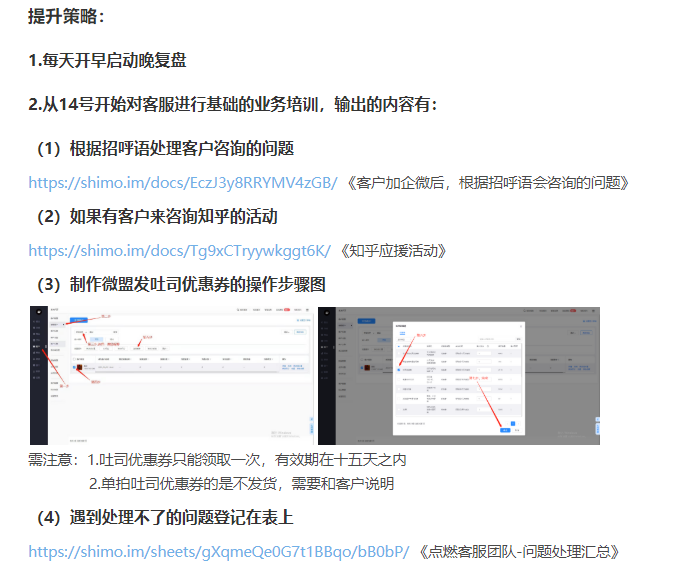 提升策略：
1.每天开早启动晚复盘
2.从14号开始对客服进行基础的业务培训，输出的内容有：
（1）根据招呼语处理客户咨询的问题
https://shimo.im/docs/EczJ3y8RRYMV4zGB/ 《客户加企微后，根据招呼语会咨询的问题》
（2）如果有客户来咨询知乎的活动
https://shimo.im/docs/Tg9xCTryywkggt6K/ 《知乎应援活动》
（3）制作微盟发吐司优惠券的操作步骤图
需注意：1.吐司优惠券只能领取一次，有效期在十五天之内
2.单拍吐司优惠券的是不发货，需要和客户说明
（4）遇到处理不了的问题登记在表上
https://shimo.im/sheets/gXqmeQe0G7t1BBqo/bB0bP/ 《点燃客服团队-问题处理汇总》